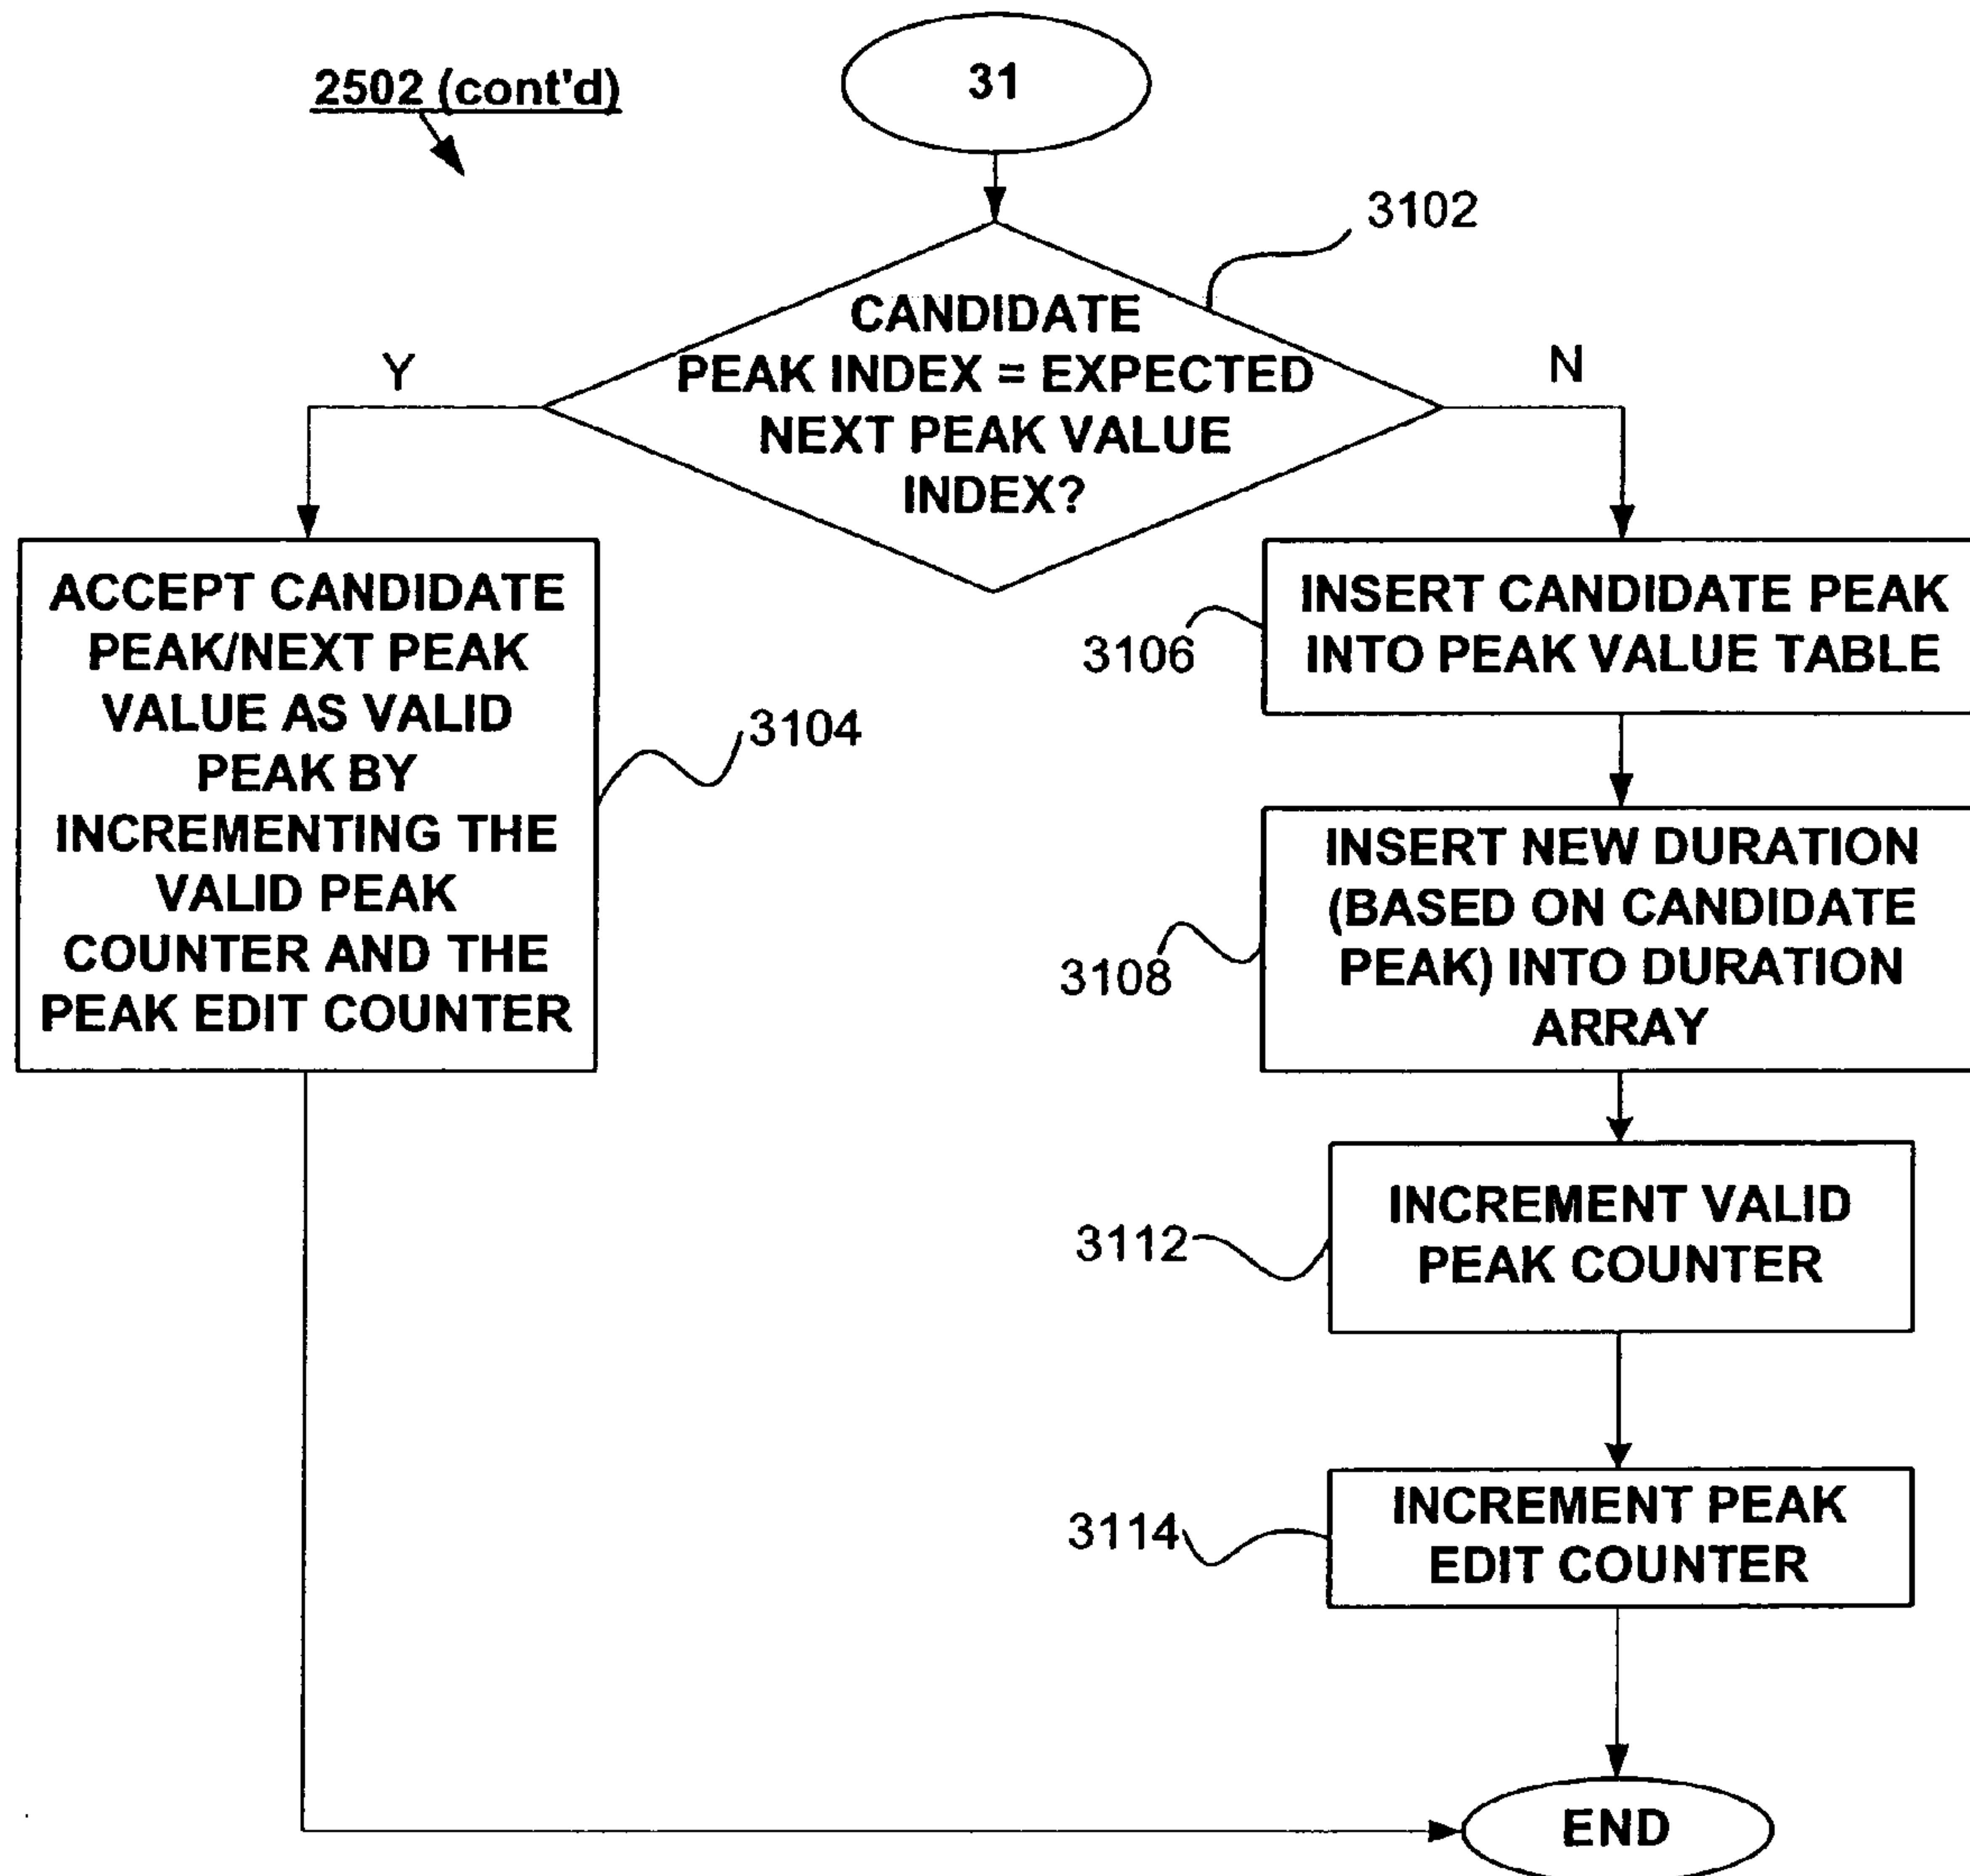 2502 (cont'd)
31
3102
CANDIDATE
PEAK INDEX = EXPECTED
NEXT PEAK VALUE
INDEX?
Y
N
ACCEPT CANDIDATE
PEAK/NEXT PEAK
VALUE AS VALID
PEAK BY
INCREMENTING THE
VALID PEAK
COUNTER AND THE
PEAK EDIT COUNTER
3104
INSERT CANDIDATE PEAK
INTO PEAK VALUE TABLE
3106
INSERT NEW DURATION
(BASED ON CANDIDATE
PEAK) INTO DURATION
ARRAY
3108
INCREMENT VALID
PEAK COUNTER
3112
INCREMENT PEAK
EDIT COUNTER
3114
END